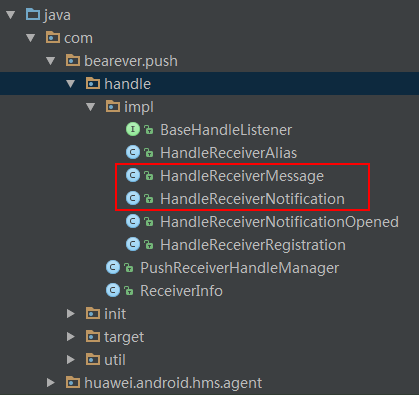 java
com
bearever.push
handle
impl
BaseHandleListener
HandleReceiverAlias
HandleReceiverMessage
HandleReceiverNotification
HandleReceiverNotificationOpened
HandleReceiverRegistration
PushReceiverHandleManager
ReceiverInfo
init
target
util
huawei.android.hms.agent